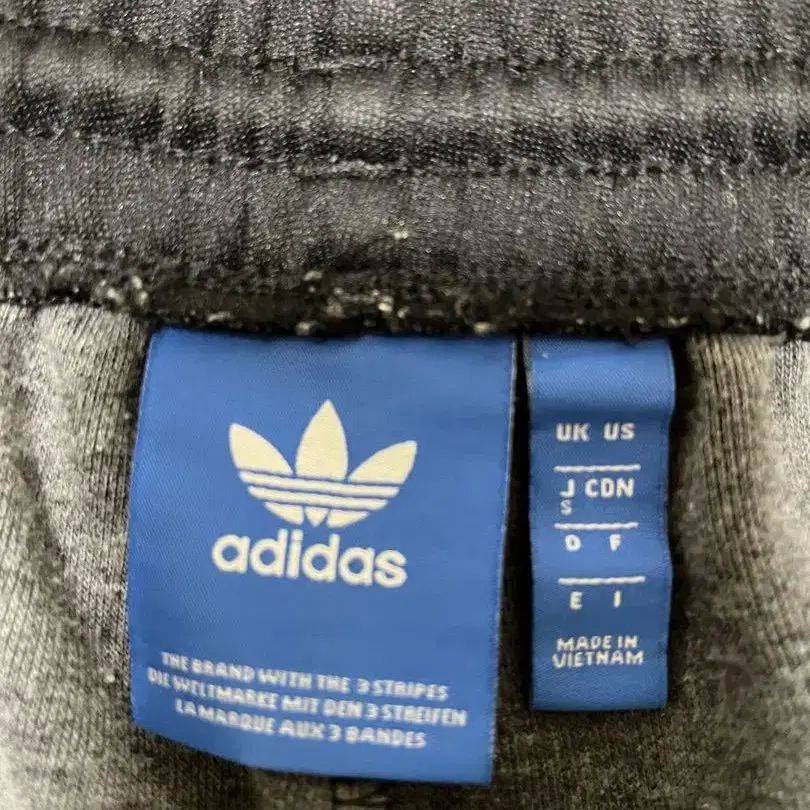 adidas
THE BRAND WITH THE 3 STRIPES
DIE WELTMARKE MIT DEN 3 STREIFEN
LA MARQUE AUX 3 BANDES
UK US
J CDN
S
D F
E I
MADE IN
VIETNAM